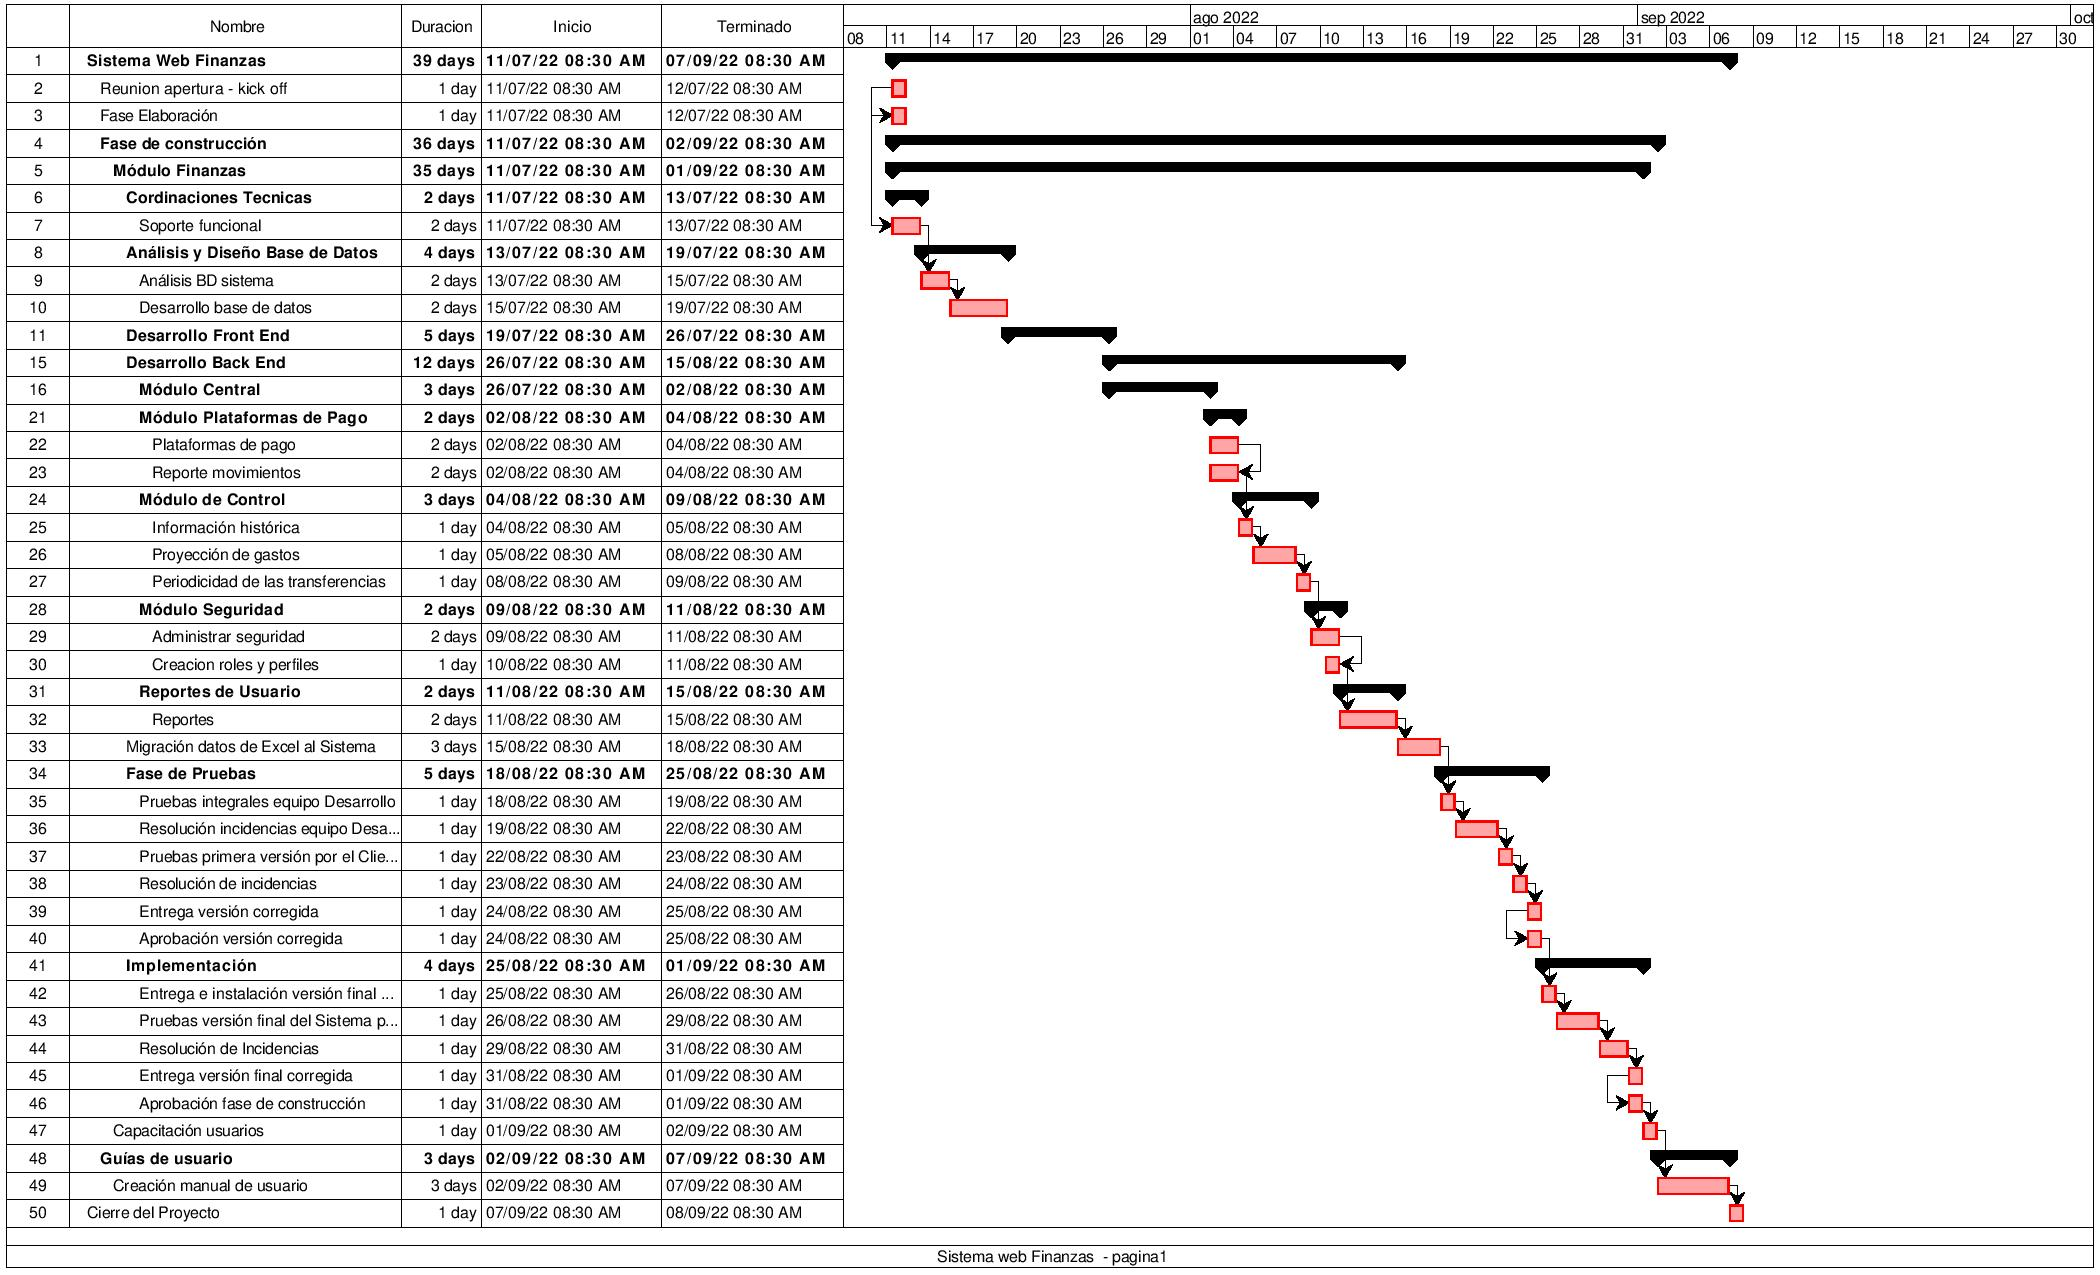 Nombre Duracion Inicio Terminado
ago 2022 sep 2022 oct
08 11 14 17 20 23 26 29 01 04 07 10 13 16 19 22 25 28 31 03 06 09 12 15 18 21 24 27 30
1 Sistema Web Finanzas 39 days 11/07/22 08:30 AM 07/09/22 08:30 AM
2 Reunion apertura - kick off 1 day 11/07/22 08:30 AM 12/07/22 08:30 AM
3 Fase Elaboración 1 day 11/07/22 08:30 AM 12/07/22 08:30 AM
4 Fase de construcción 36 days 11/07/22 08:30 AM 02/09/22 08:30 AM
5 Módulo Finanzas 35 days 11/07/22 08:30 AM 01/09/22 08:30 AM
6 Cordinaciones Tecnicas 2 days 11/07/22 08:30 AM 13/07/22 08:30 AM
7 Soporte funcional 2 days 11/07/22 08:30 AM 13/07/22 08:30 AM
8 Análisis y Diseño Base de Datos 4 days 13/07/22 08:30 AM 19/07/22 08:30 AM
9 Análisis BD sistema 2 days 13/07/22 08:30 AM 15/07/22 08:30 AM
10 Desarrollo base de datos 2 days 15/07/22 08:30 AM 19/07/22 08:30 AM
11 Desarrollo Front End 5 days 19/07/22 08:30 AM 26/07/22 08:30 AM
15 Desarrollo Back End 12 days 26/07/22 08:30 AM 15/08/22 08:30 AM
16 Módulo Central 3 days 26/07/22 08:30 AM 02/08/22 08:30 AM
21 Módulo Plataformas de Pago 2 days 02/08/22 08:30 AM 04/08/22 08:30 AM
22 Plataformas de pago 2 days 02/08/22 08:30 AM 04/08/22 08:30 AM
23 Reporte movimientos 2 days 02/08/22 08:30 AM 04/08/22 08:30 AM
24 Módulo de Control 3 days 04/08/22 08:30 AM 09/08/22 08:30 AM
25 Información histórica 1 day 04/08/22 08:30 AM 05/08/22 08:30 AM
26 Proyección de gastos 1 day 05/08/22 08:30 AM 08/08/22 08:30 AM
27 Periodicidad de las transferencias 1 day 08/08/22 08:30 AM 09/08/22 08:30 AM
28 Módulo Seguridad 2 days 09/08/22 08:30 AM 11/08/22 08:30 AM
29 Administrar seguridad 2 days 09/08/22 08:30 AM 11/08/22 08:30 AM
30 Creacion roles y perfiles 1 day 10/08/22 08:30 AM 11/08/22 08:30 AM
31 Reportes de Usuario 2 days 11/08/22 08:30 AM 15/08/22 08:30 AM
32 Reportes 2 days 11/08/22 08:30 AM 15/08/22 08:30 AM
33 Migración datos de Excel al Sistema 3 days 15/08/22 08:30 AM 18/08/22 08:30 AM
34 Fase de Pruebas 5 days 18/08/22 08:30 AM 25/08/22 08:30 AM
35 Pruebas integrales equipo Desarrollo 1 day 18/08/22 08:30 AM 19/08/22 08:30 AM
36 Resolución incidencias equipo Desa... 1 day 19/08/22 08:30 AM 22/08/22 08:30 AM
37 Pruebas primera versión por el Clie... 1 day 22/08/22 08:30 AM 23/08/22 08:30 AM
38 Resolución de incidencias 1 day 23/08/22 08:30 AM 24/08/22 08:30 AM
39 Entrega versión corregida 1 day 24/08/22 08:30 AM 25/08/22 08:30 AM
40 Aprobación versión corregida 1 day 24/08/22 08:30 AM 25/08/22 08:30 AM
41 Implementación 4 days 25/08/22 08:30 AM 01/09/22 08:30 AM
42 Entrega e instalación versión final ... 1 day 25/08/22 08:30 AM 26/08/22 08:30 AM
43 Pruebas versión final del Sistema p... 1 day 26/08/22 08:30 AM 29/08/22 08:30 AM
44 Resolución de Incidencias 1 day 29/08/22 08:30 AM 31/08/22 08:30 AM
45 Entrega versión final corregida 1 day 31/08/22 08:30 AM 01/09/22 08:30 AM
46 Aprobación fase de construcción 1 day 31/08/22 08:30 AM 01/09/22 08:30 AM
47 Capacitación usuarios 1 day 01/09/22 08:30 AM 02/09/22 08:30 AM
48 Guías de usuario 3 days 02/09/22 08:30 AM 07/09/22 08:30 AM
49 Creación manual de usuario 3 days 02/09/22 08:30 AM 07/09/22 08:30 AM
50 Cierre del Proyecto 1 day 07/09/22 08:30 AM 08/09/22 08:30 AM
Sistema web Finanzas - pagina1